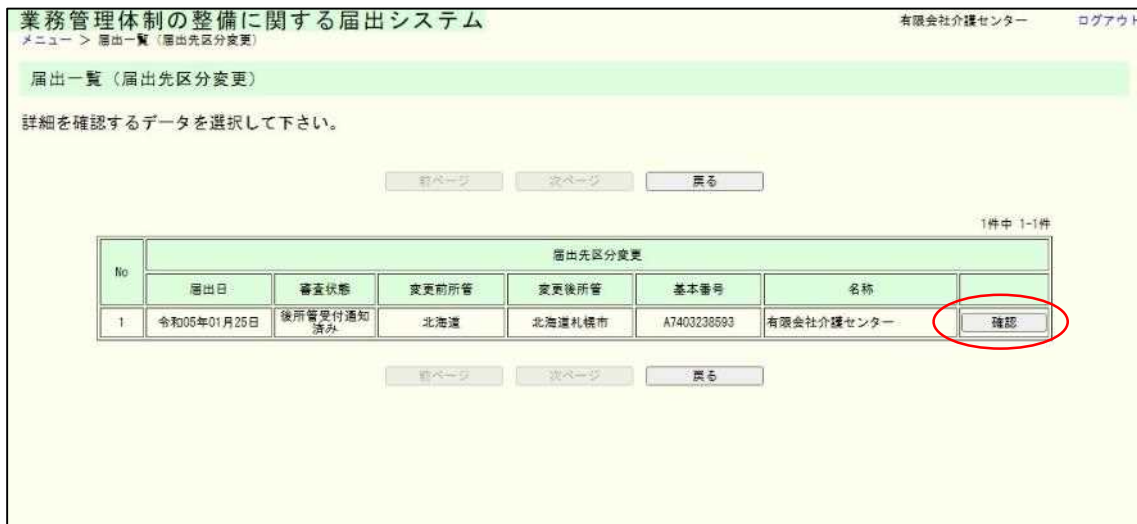 業務管理体制の整備に関する届出システム
有限会社介護センター ログアウト
メニュー > 届出一覧（届出先区分変更）
届出一覧（届出先区分変更）
詳細を確認するデータを選択して下さい。
前ページ 次ページ 戻る
1件中 1-1件
No 届出先区分変更
届出日 審査状態 変更前所管 変更後所管 基本番号 名称
1 令和05年01月25日 後所管受付通知済み 北海道 北海道札幌市 A7403238593 有限会社介護センター 確認
前ページ 次ページ 戻る